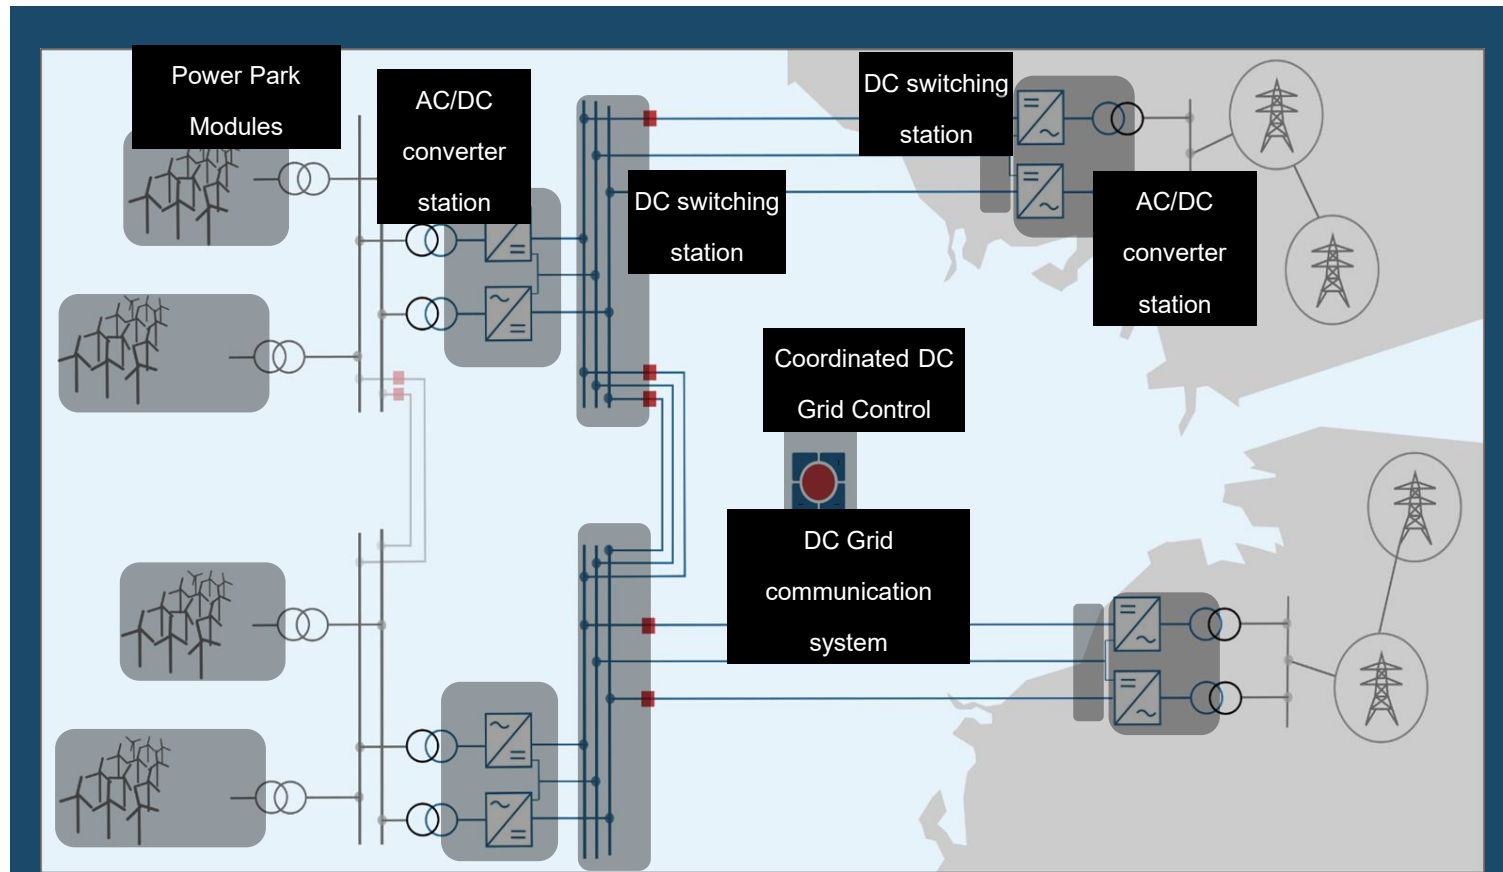 Power Park
Modules
AC/DC
converter
station
DC switching
station
DC switching
station
AC/DC
converter
station
Coordinated DC
Grid Control
DC Grid
communication
system